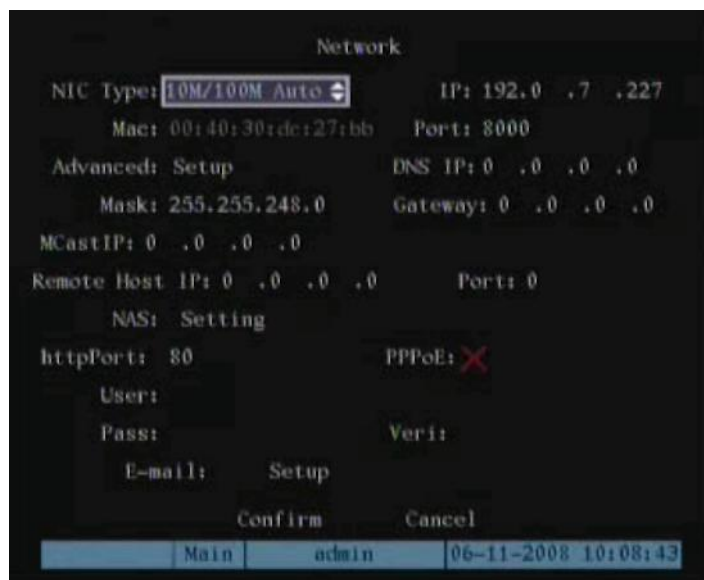 Network
NIC Type: 10M/100M Auto IP: 192.0 .7 .227
Mac: 00:40:30:dc:27:bb Port: 8000
Advanced: Setup DNS IP: 0 .0 .0 .0
Mask: 255.255.248.0 Gateway: 0 .0 .0 .0
MCastIP: 0 .0 .0 .0
Remote Host IP: 0 .0 .0 .0 Port: 0
NAS: Setting
httpPort: 80 PPPoE:
User:
Pass: Veri:
E-mail: Setup
Confirm Cancel
Main admin 06-11-2008 10:08:43